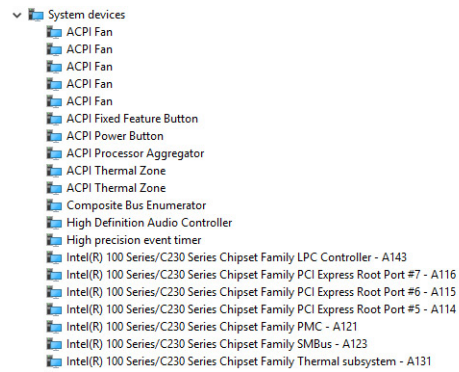 System devices
ACPI Fan
ACPI Fan
ACPI Fan
ACPI Fan
ACPI Fan
ACPI Fixed Feature Button
ACPI Power Button
ACPI Processor Aggregator
ACPI Thermal Zone
ACPI Thermal Zone
Composite Bus Enumerator
High Definition Audio Controller
High precision event timer
Intel(R) 100 Series/C230 Series Chipset Family LPC Controller - A143
Intel(R) 100 Series/C230 Series Chipset Family PCI Express Root Port #7 - A116
Intel(R) 100 Series/C230 Series Chipset Family PCI Express Root Port #6 - A115
Intel(R) 100 Series/C230 Series Chipset Family PCI Express Root Port #5 - A114
Intel(R) 100 Series/C230 Series Chipset Family PMC - A121
Intel(R) 100 Series/C230 Series Chipset Family SMBus - A123
Intel(R) 100 Series/C230 Series Chipset Family Thermal subsystem - A131